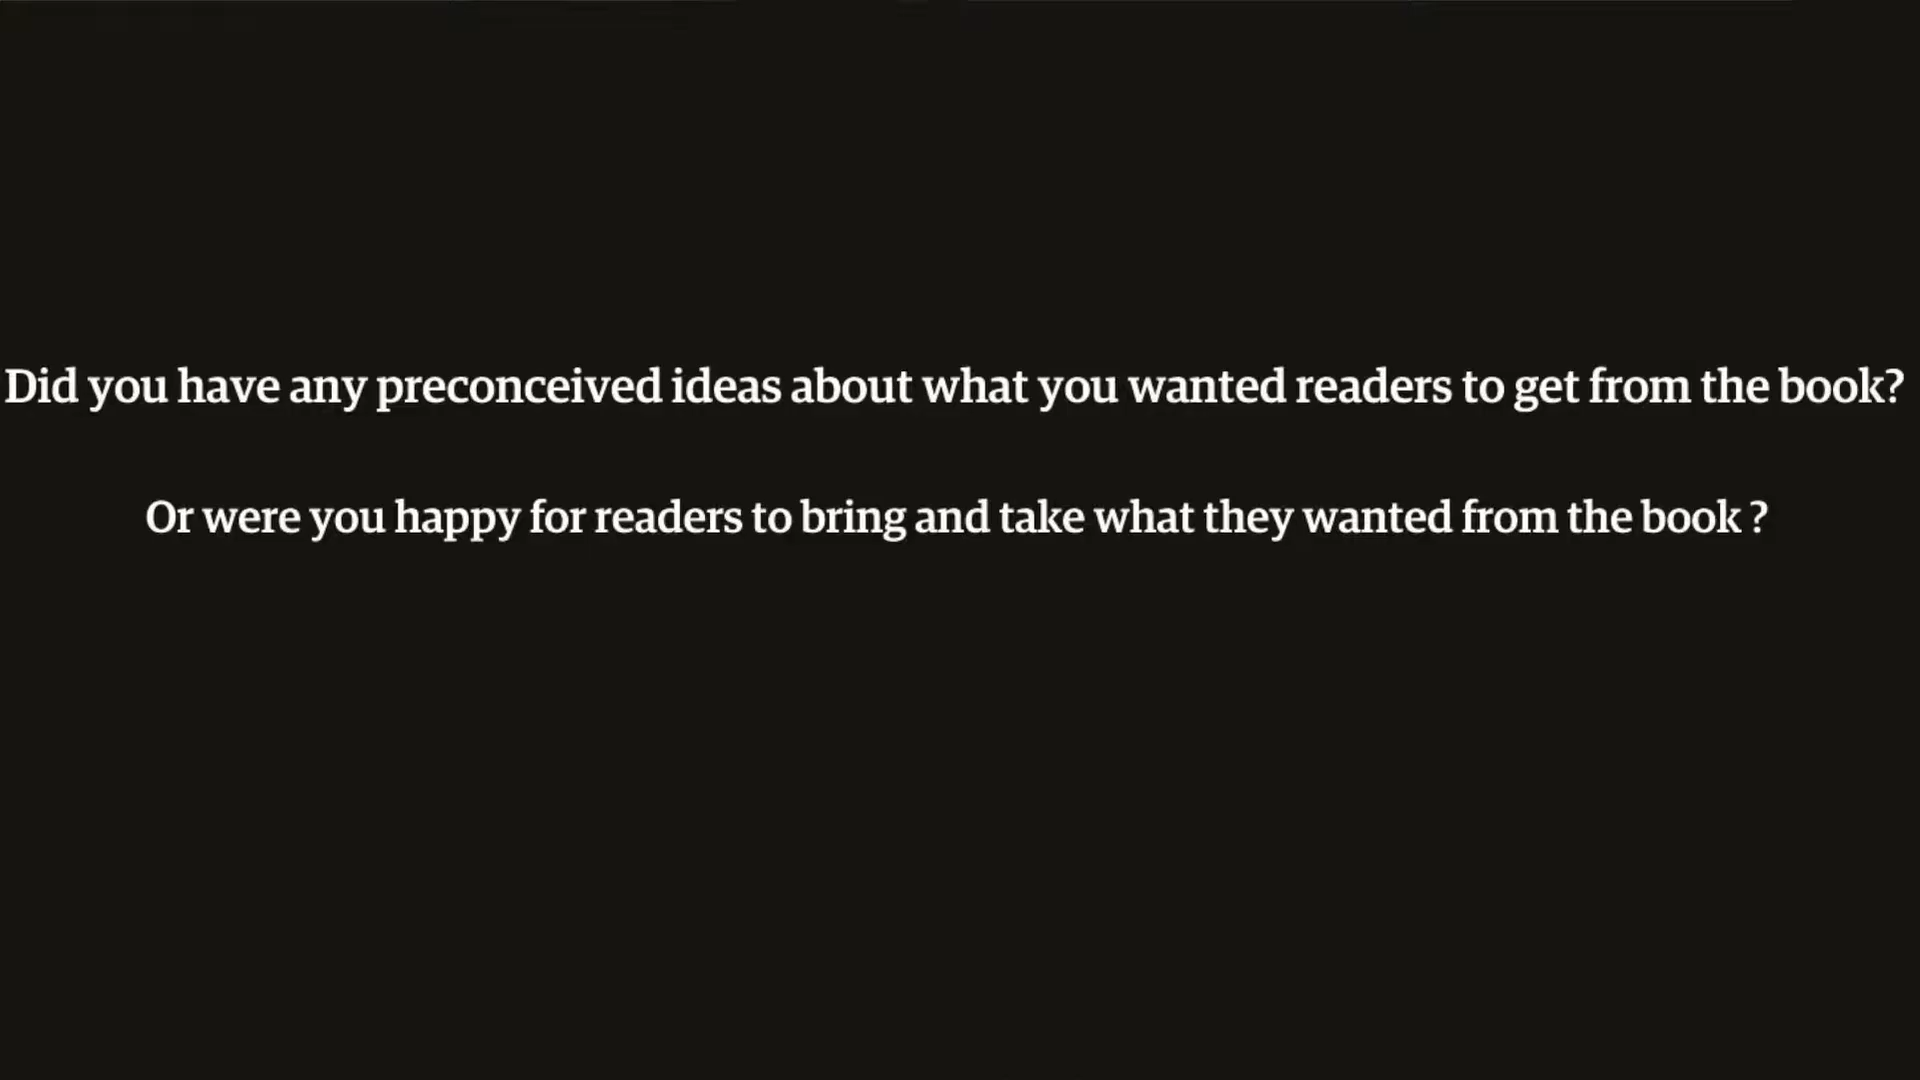 Did you have any preconceived ideas about what you wanted readers to get from the book?
Or were you happy for readers to bring and take what they wanted from the book ?